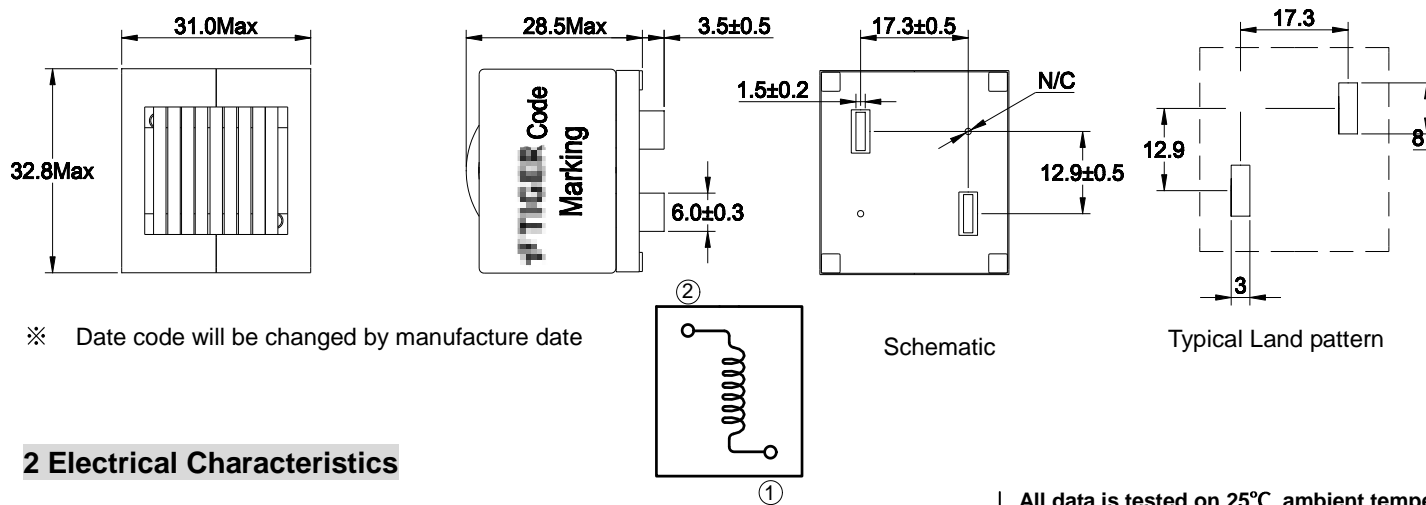 31.0Max
32.8Max
28.5Max
3.5±0.5
Code
Marking
6.0±0.3
17.3±0.5
1.5±0.2
N/C
12.9±0.5
17.3
12.9
8
3
※ Date code will be changed by manufacture date
②
①
Schematic
Typical Land pattern
2 Electrical Characteristics
All data is tested on 25℃ ambient